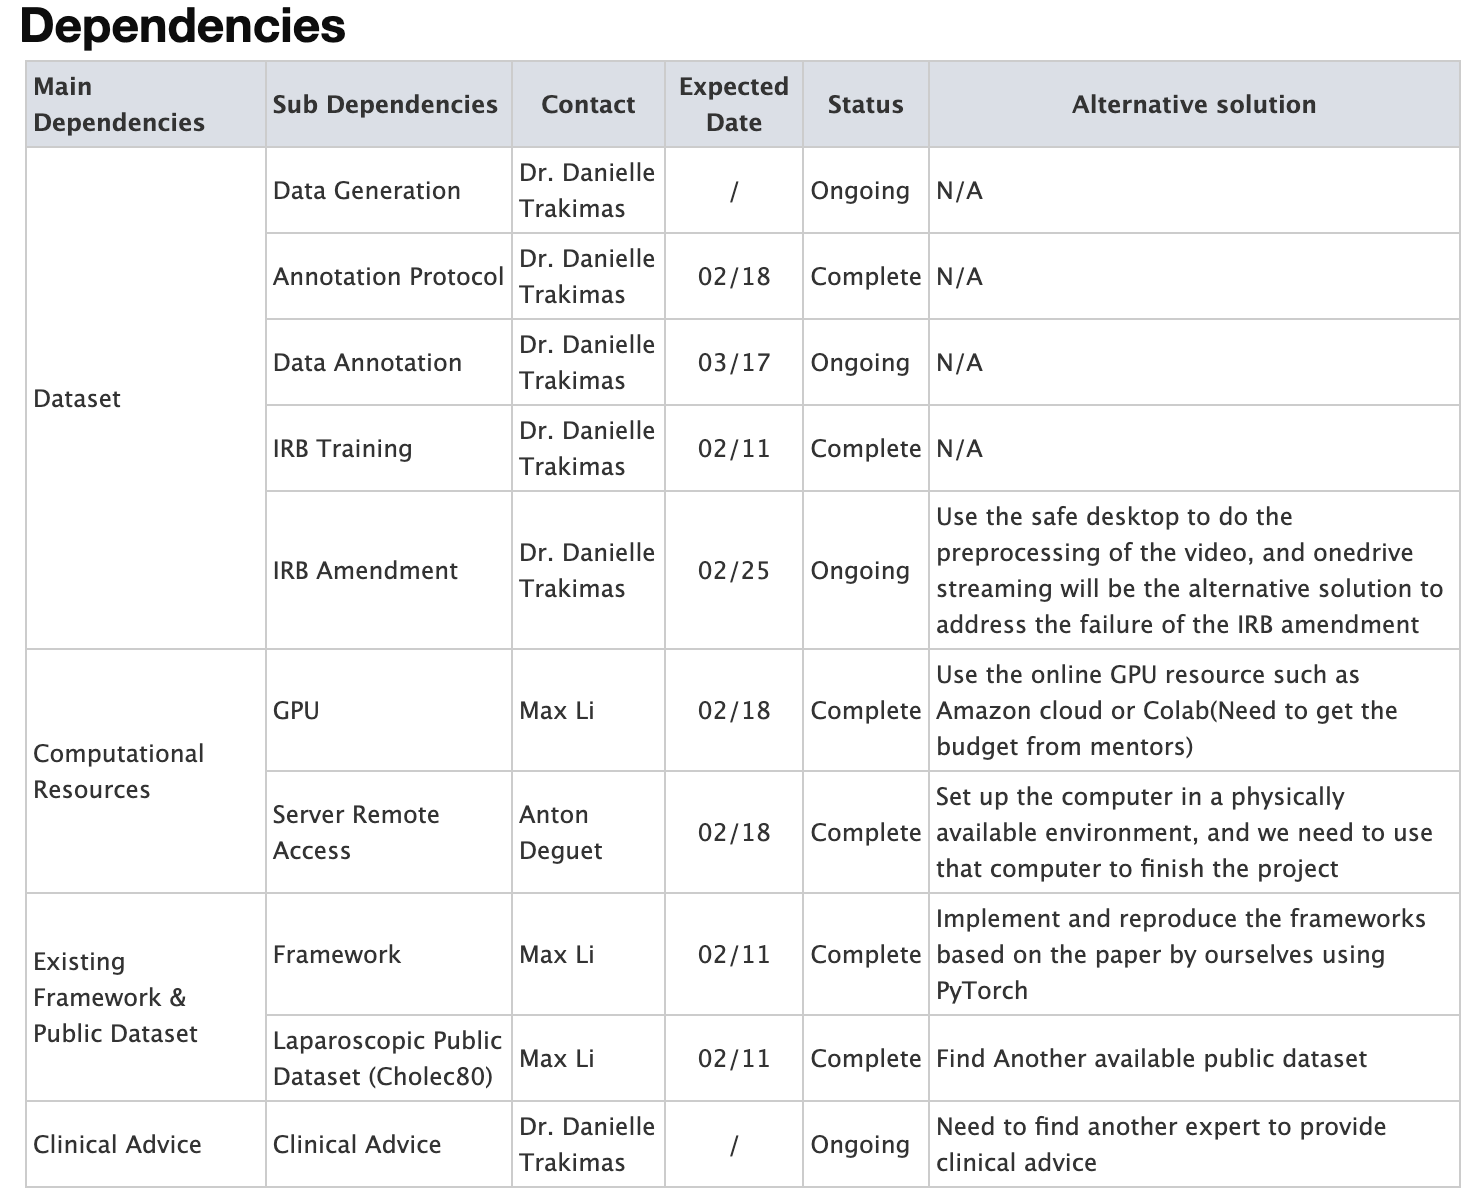 Dependencies
Main
Dependencies
Sub Dependencies
Contact
Expected
Date
Status
Alternative solution
Dataset
Data Generation
Dr. Danielle
Trakimas
/
Ongoing
N/A
Annotation Protocol
Dr. Danielle
Trakimas
02/18
Complete
N/A
Data Annotation
Dr. Danielle
Trakimas
03/17
Ongoing
N/A
IRB Training
Dr. Danielle
Trakimas
02/11
Complete
N/A
IRB Amendment
Dr. Danielle
Trakimas
02/25
Ongoing
Use the safe desktop to do the
preprocessing of the video, and onedrive
streaming will be the alternative solution to
address the failure of the IRB amendment
Computational
Resources
GPU
Max Li
02/18
Complete
Use the online GPU resource such as
Amazon cloud or Colab(Need to get the
budget from mentors)
Server Remote
Access
Anton
Deguet
02/18
Complete
Set up the computer in a physically
available environment, and we need to use
that computer to finish the project
Existing
Framework &
Public Dataset
Framework
Max Li
02/11
Complete
Implement and reproduce the frameworks
based on the paper by ourselves using
PyTorch
Laparoscopic Public
Dataset (Cholec80)
Max Li
02/11
Complete
Find Another available public dataset
Clinical Advice
Clinical Advice
Dr. Danielle
Trakimas
/
Ongoing
Need to find another expert to provide
clinical advice